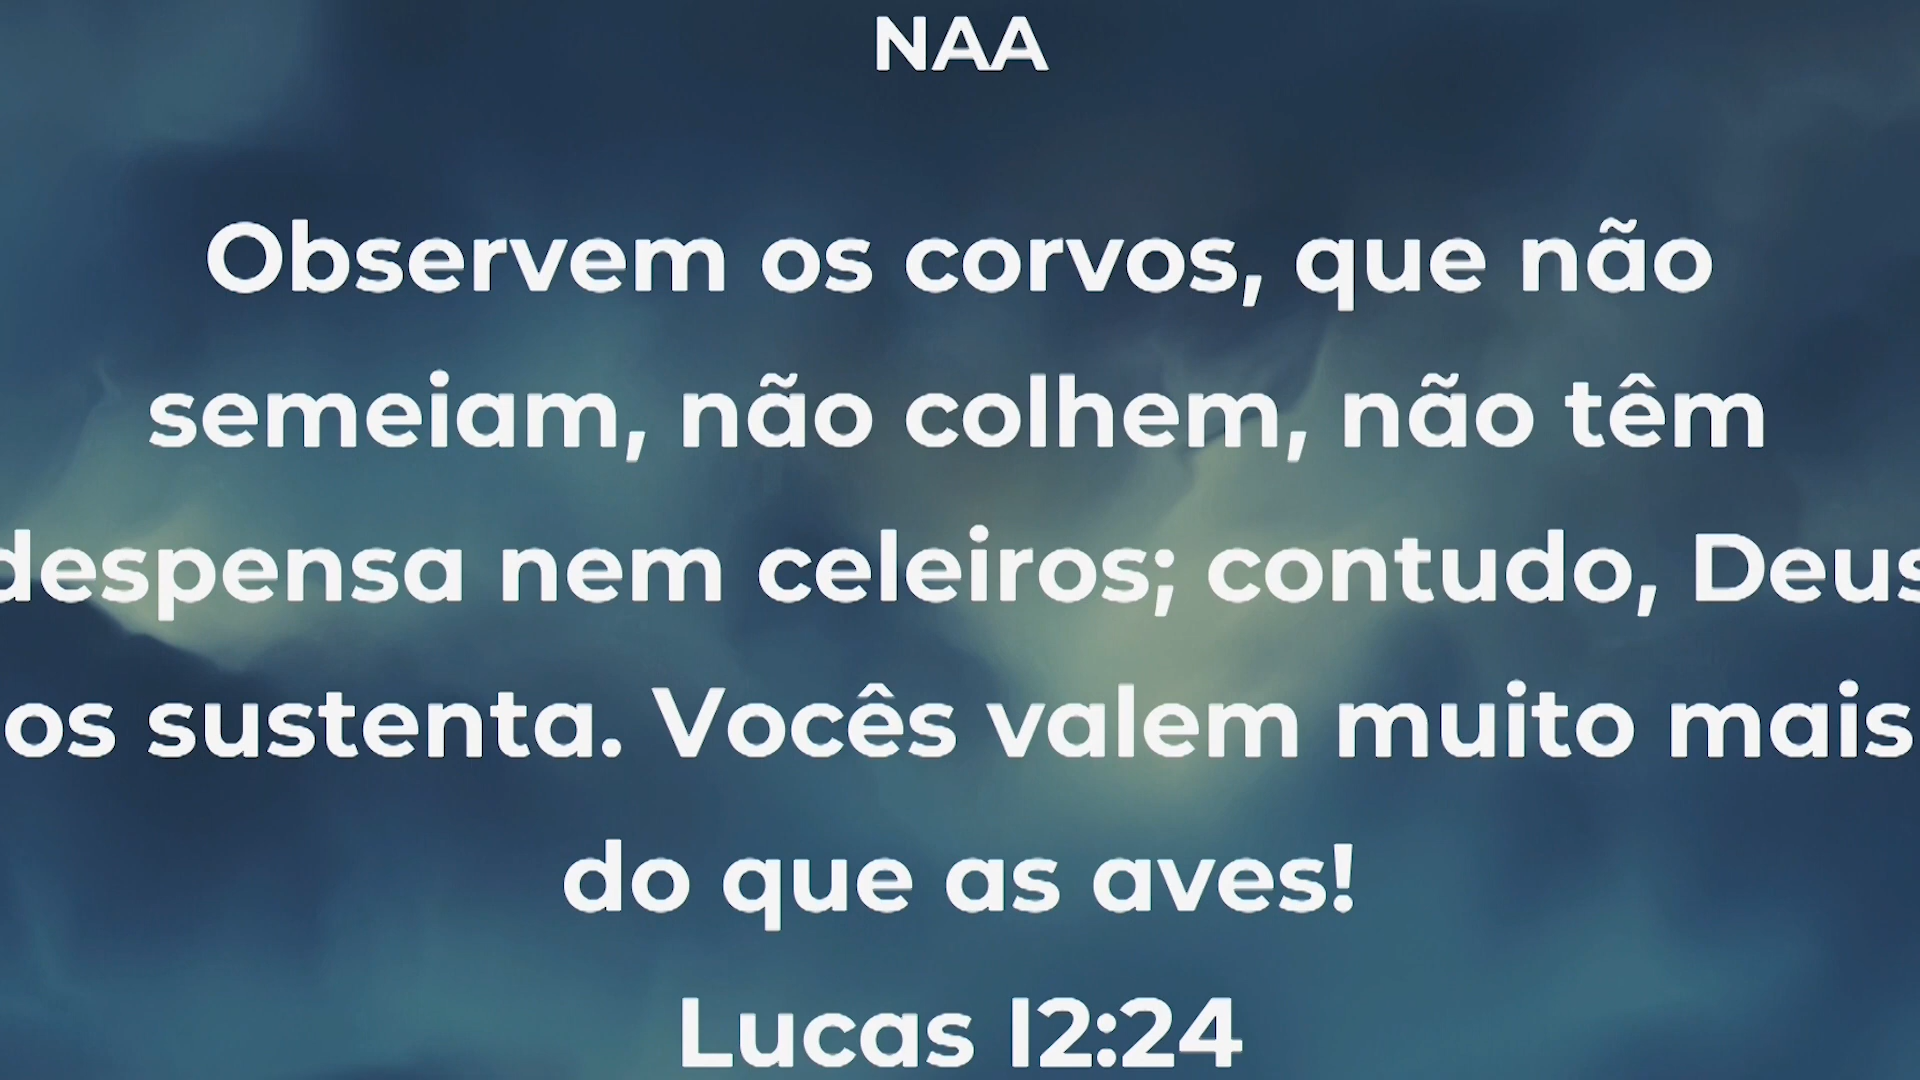 NAA
Observem os corvos, que não
semeiam, não colhem, não têm
despensa nem celeiros; contudo, Deus
os sustenta. Vocês valem muito mais
do que as aves!
Lucas 12:24